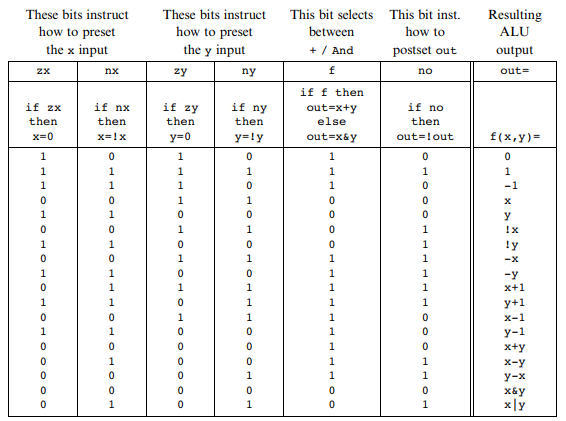 These bits instruct These bits instruct This bit selects This bit inst. Resulting
how to preset how to preset between how to ALU
the x input the y input + / And postset out output
zx nx zy ny f no out=
if f then
if zx if nx if zy if ny out=x+y if no
then then then then else then
x=0 x=!x y=0 y=!y out=x&y out=!out f(x,y)=
1 0 1 0 1 0 0
1 1 1 1 1 1 1
1 1 1 0 1 0 -1
0 0 1 1 0 0 x
1 1 0 0 0 0 y
0 0 1 1 0 1 !x
1 1 0 0 0 1 !y
0 0 1 1 1 1 -x
1 1 0 0 1 1 -y
0 1 1 1 1 1 x+1
1 1 0 1 1 1 y+1
0 0 1 1 1 0 x-1
1 1 0 0 1 0 y-1
0 0 0 0 1 0 x+y
0 1 0 0 1 1 x-y
0 0 0 1 1 1 y-x
0 0 0 0 0 0 x&y
0 1 0 1 0 1 x|y